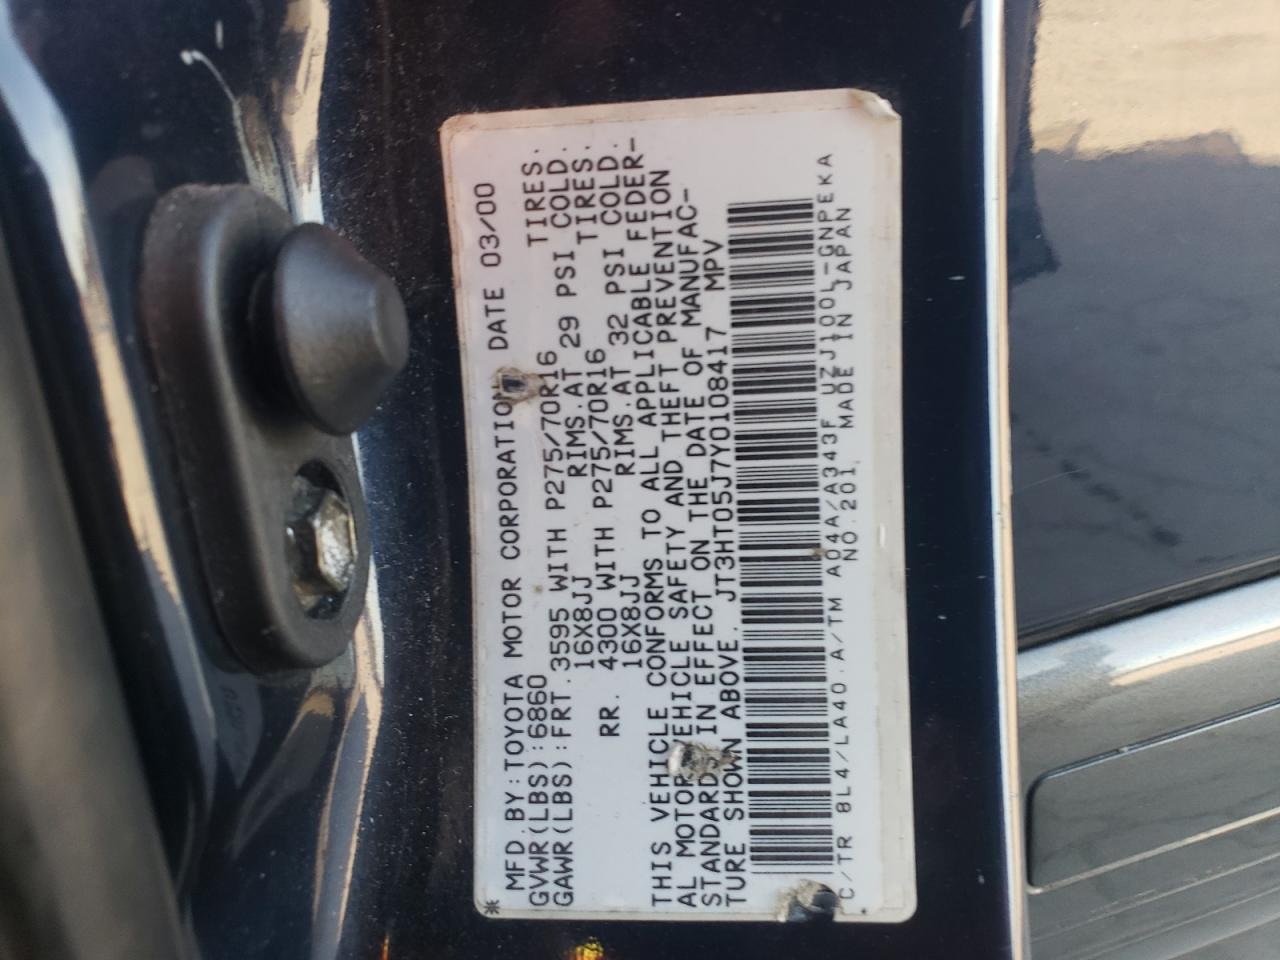 MFD.BY:TOYOTA MOTOR CORPORATION DATE 03/00
GVWR(LBS):6860
GAWR(LBS):FRT.3595 WITH P275/70R16 TIRES.
16X8JJ RIMS.AT 29 PSI COLD.
RR. 4300 WITH P275/70R16 TIRES.
16X8JJ RIMS.AT 32 PSI COLD.
THIS VEHICLE CONFORMS TO ALL APPLICABLE FEDER-
AL MOTOR VEHICLE SAFETY AND THEFT PREVENTION
STANDARD IN EFFECT ON THE DATE OF MANUFAC-
TURE SHOWN ABOVE. JT3HT05J7Y0108417 MPV
C/TR 8L4/LA40.A/TM A04A/A343F UZJ100L-GNPEKA
NO.201 MADE IN JAPAN